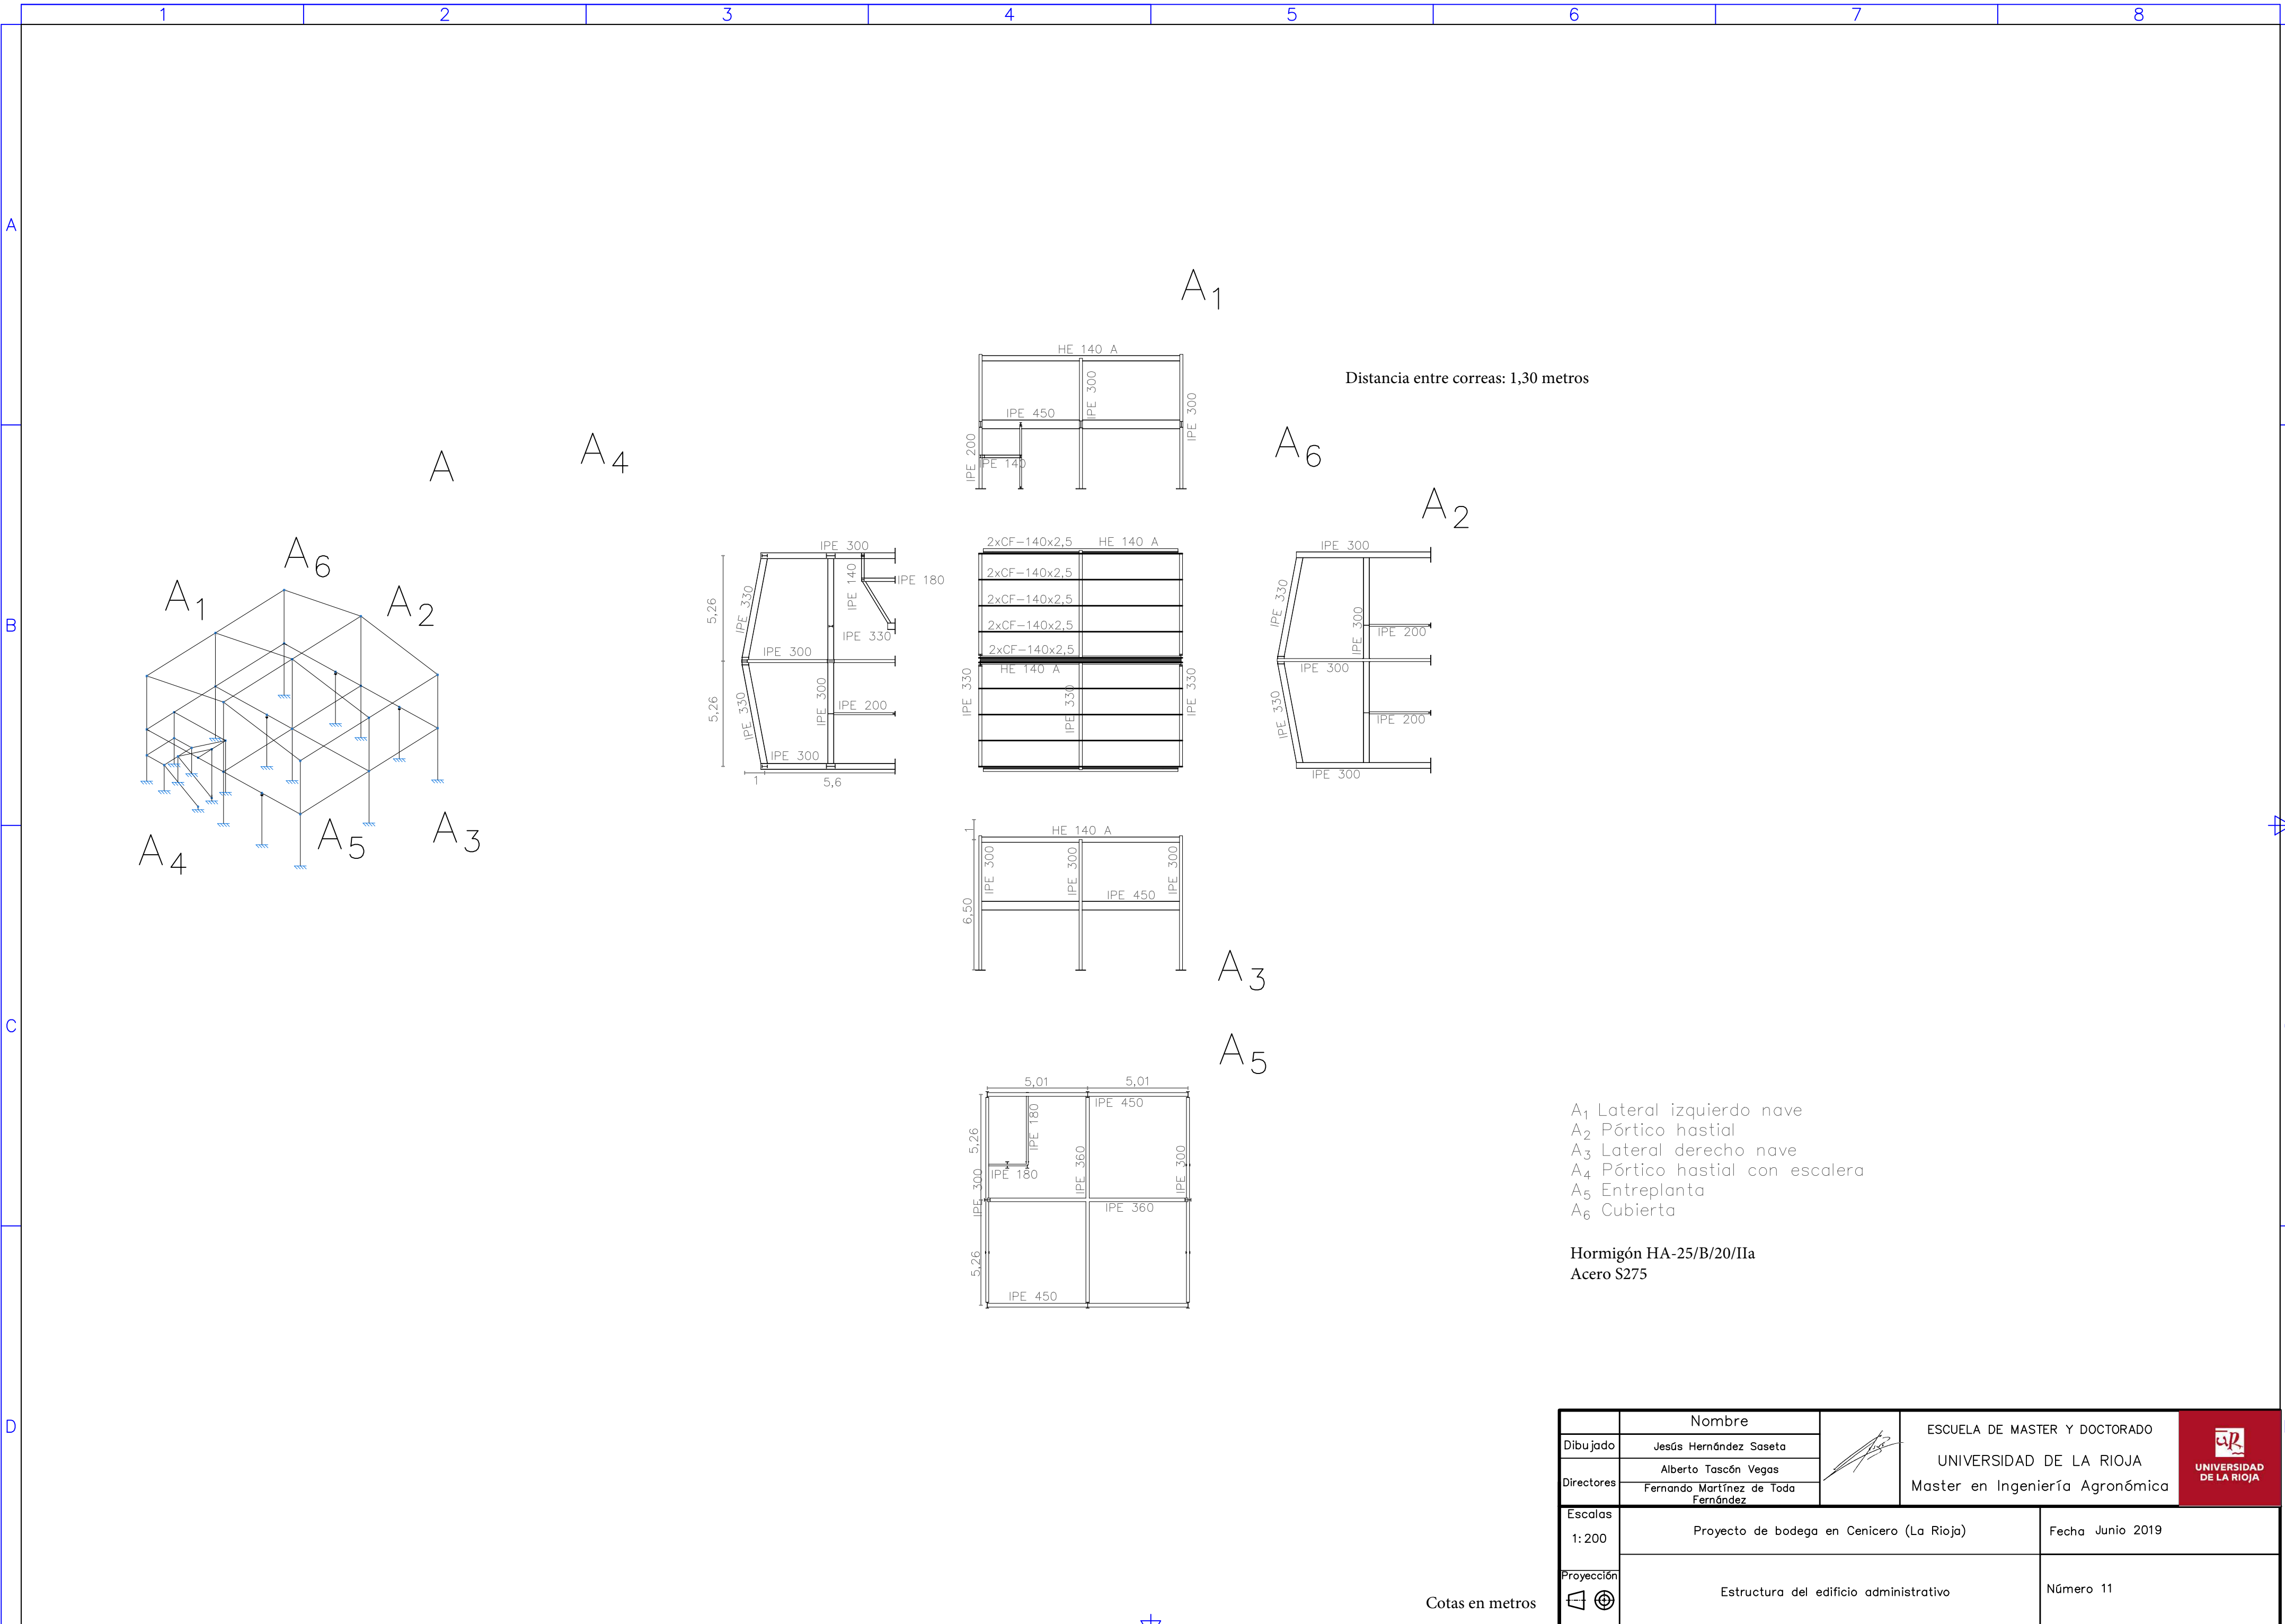 1 2 3 4 5 6 7 8
A
B
C
D
A1
HE 140 A
IPE 300
IPE 450
IPE 300
IPE 200
IPE 140
Distancia entre correas: 1,30 metros
A
A4
A6
A2
A6
A1
A2
A4
A5
A3
IPE 300
5,26
IPE 330
IPE 140
IPE 180
IPE 330
IPE 300
5,26
IPE 330
IPE 300
IPE 200
IPE 300
1
5,6
2xCF-140x2,5
HE 140 A
2xCF-140x2,5
2xCF-140x2,5
2xCF-140x2,5
2xCF-140x2,5
HE 140 A
IPE 330
IPE 330
IPE 330
IPE 300
IPE 330
IPE 300
IPE 200
IPE 300
IPE 330
IPE 200
IPE 300
1
HE 140 A
IPE 300
IPE 300
IPE 300
IPE 450
6,50
A3
A5
5,01
5,01
IPE 450
5,26
IPE 180
IPE 180
IPE 300
IPE 360
IPE 300
IPE 360
5,26
IPE 450
A1 Lateral izquierdo nave
A2 Pórtico hastial
A3 Lateral derecho nave
A4 Pórtico hastial con escalera
A5 Entreplanta
A6 Cubierta
Hormigón HA-25/B/20/IIa
Acero S275
Nombre
Dibujado
Jesús Hernández Saseta
Directores
Alberto Tascón Vegas
Fernando Martínez de Toda
Fernández
ESCUELA DE MASTER Y DOCTORADO
UNIVERSIDAD DE LA RIOJA
Master en Ingeniería Agronómica
UR
UNIVERSIDAD
DE LA RIOJA
Escalas
1:200
Proyecto de bodega en Cenicero (La Rioja)
Fecha Junio 2019
Proyección
Estructura del edificio administrativo
Número 11
Cotas en metros